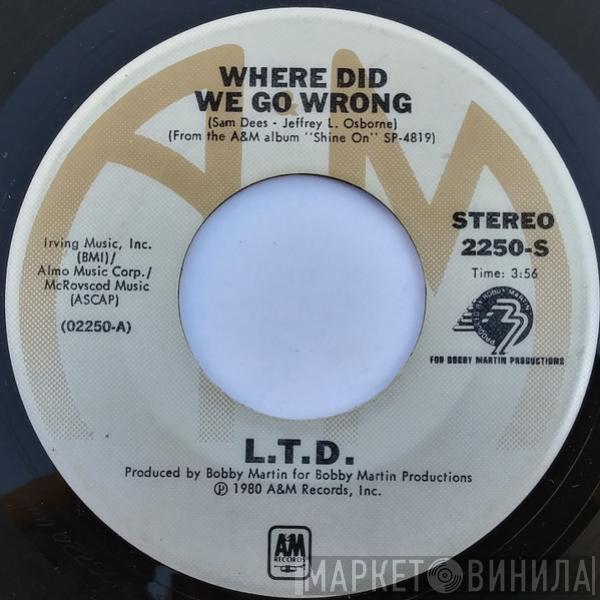 WHERE DID
WE GO WRONG
(Sam Dees - Jeffrey L. Osborne)
(From the A&M album "Shine On" SP-4819)
STEREO
2250-S
Time: 3:56
Irving Music, Inc.
(BMI)/
Almo Music Corp./
McRovscod Music
(ASCAP)
(02250-A)
FOR BOBBY MARTIN PRODUCTIONS
L.T.D.
Produced by Bobby Martin for Bobby Martin Productions
℗ 1980 A&M Records, Inc.
A&M
RECORDS
МАРКЕТ ВИНИЛА